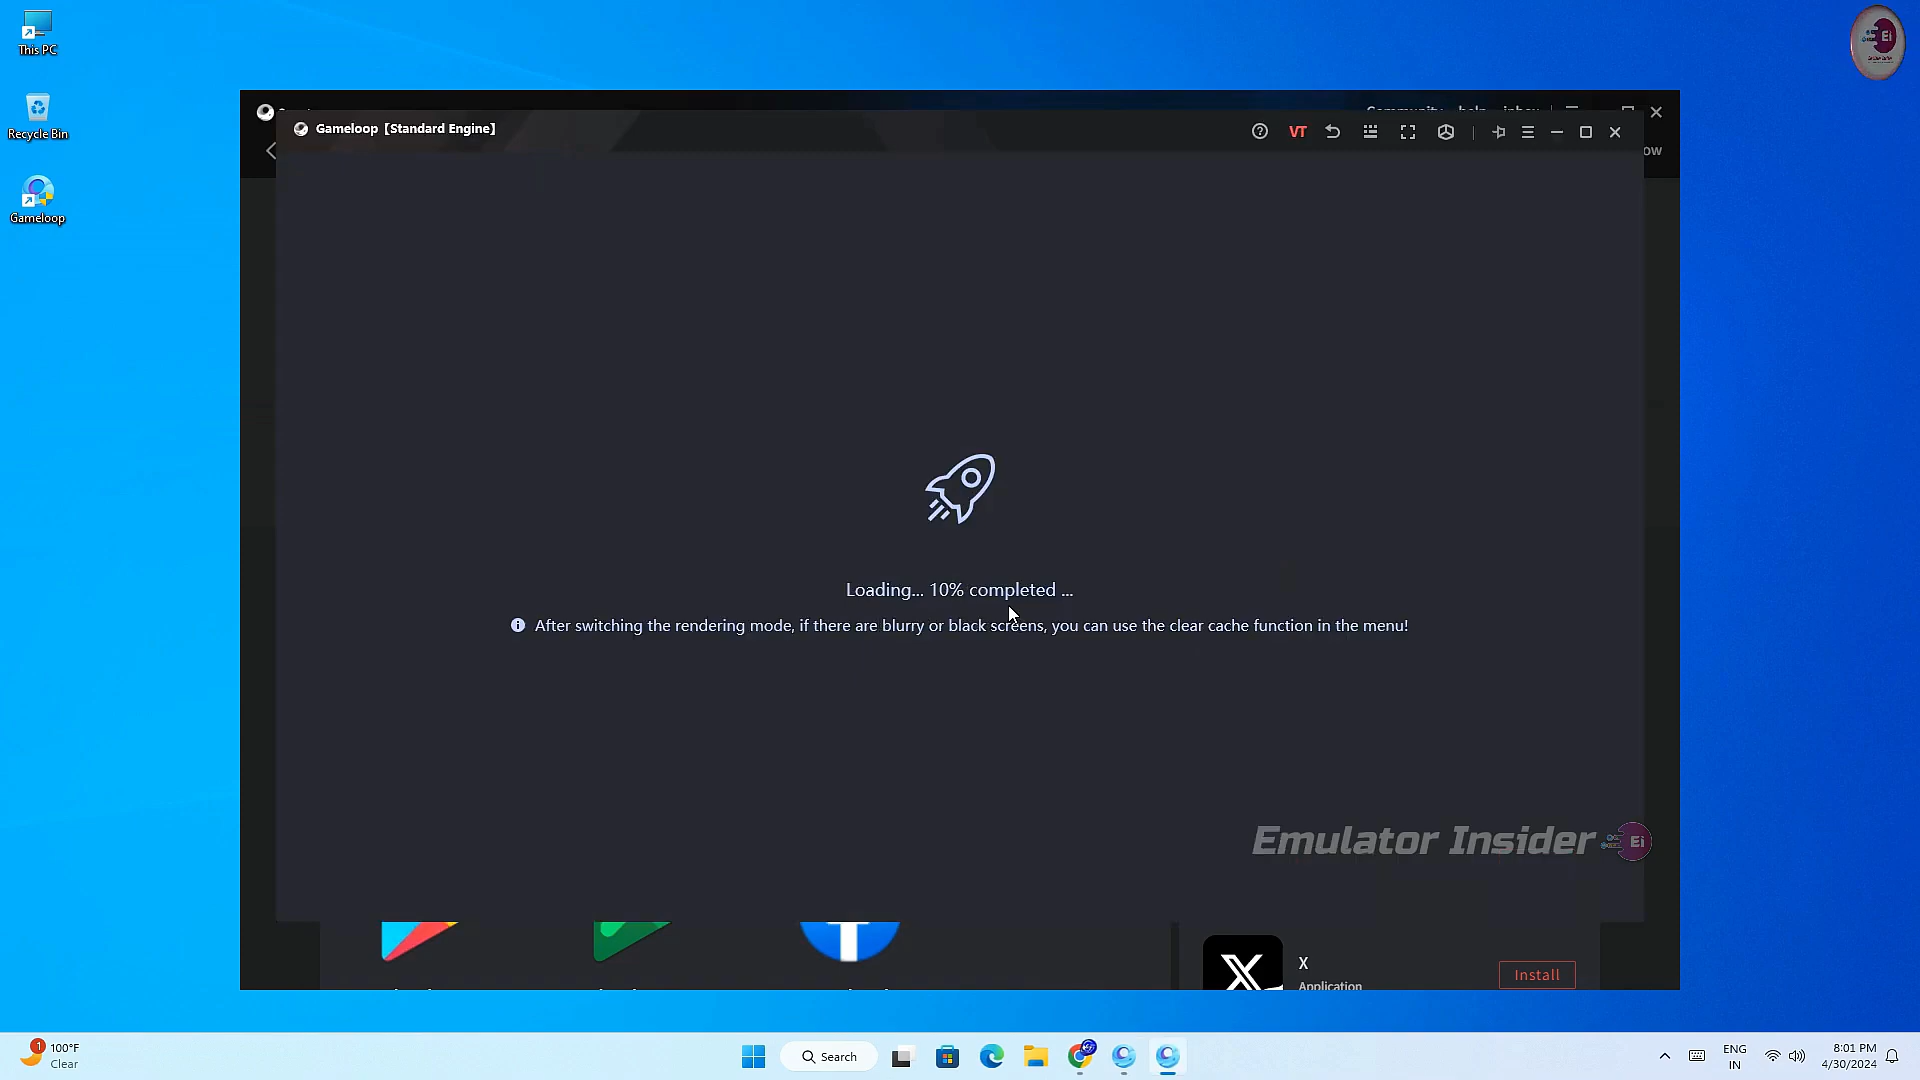 This PC
Recycle Bin
Gameloop
Ei
Gameloop【Standard Engine】
VT
Loading... 10% completed ...
After switching the rendering mode, if there are blurry or black screens, you can use the clear cache function in the menu!
Emulator Insider Ei
X
Application
Install
1
100°F
Clear
Search
ENG
IN
8:01 PM
4/30/2024